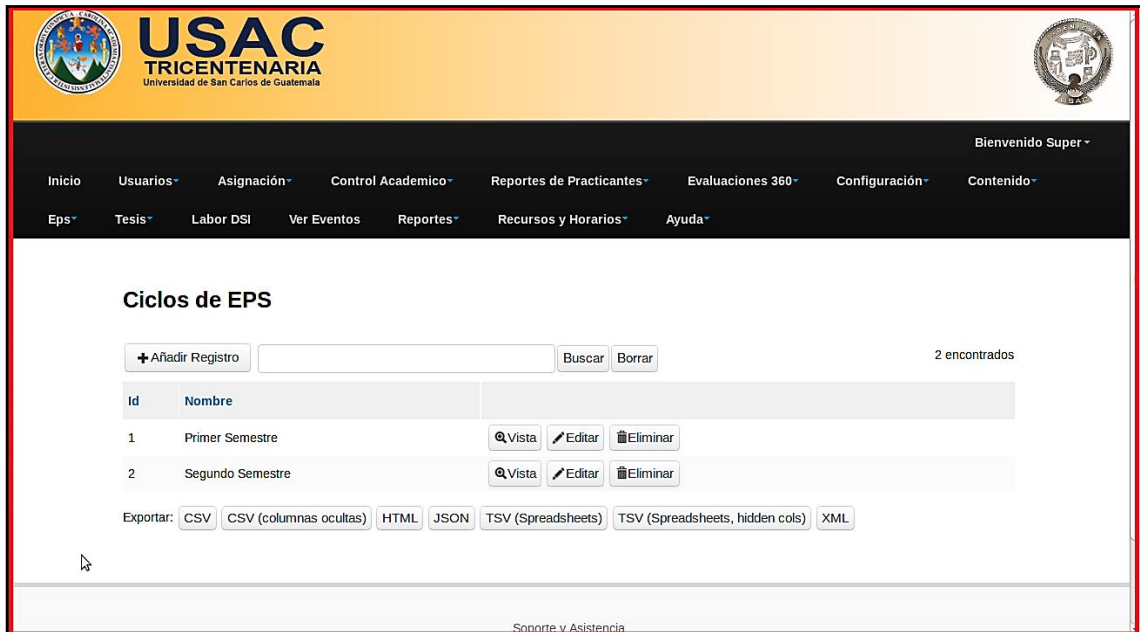 USAC
TRICENTENARIA
Universidad de San Carlos de Guatemala
USAC
Bienvenido Super
Inicio Usuarios Asignación Control Academico Reportes de Practicantes Evaluaciones 360 Configuración Contenido
Eps Tesis Labor DSI Ver Eventos Reportes Recursos y Horarios Ayuda
Ciclos de EPS
Añadir Registro Buscar Borrar 2 encontrados
Id Nombre
1 Primer Semestre Vista Editar Eliminar
2 Segundo Semestre Vista Editar Eliminar
Exportar: CSV CSV (columnas ocultas) HTML JSON TSV (Spreadsheets) TSV (Spreadsheets, hidden cols) XML
Soporte y Asistencia